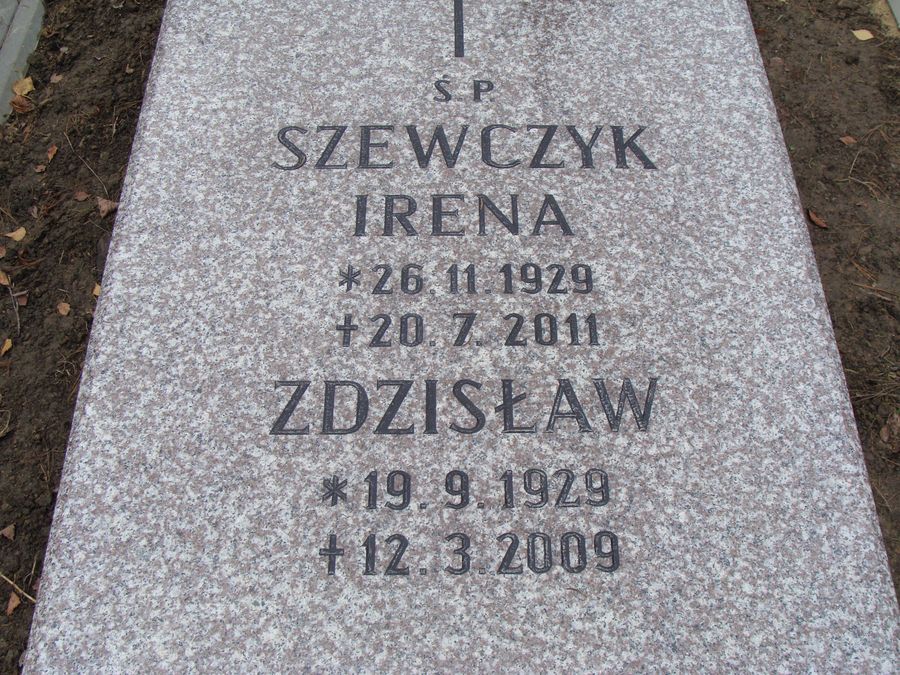 Ś P.
SZEWCZYK
IRENA
* 26. 11. 1929
† 20. 7. 2011
ZDZISŁAW
* 19. 9. 1929
† 12. 3. 2009